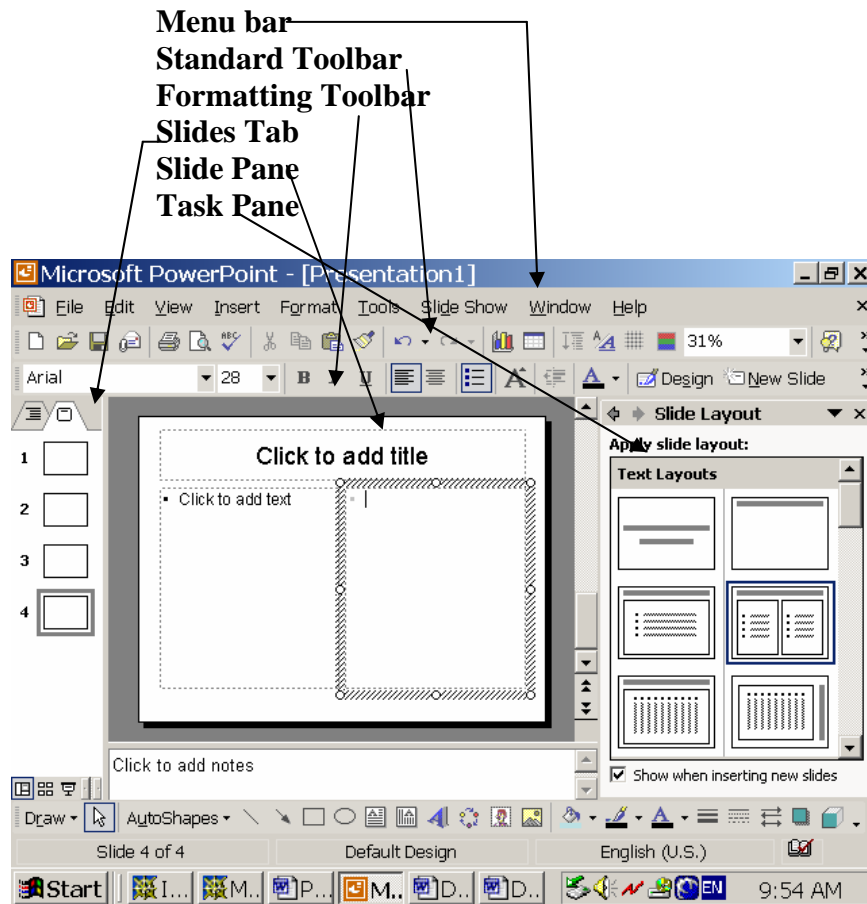 Menu bar
Standard Toolbar
Formatting Toolbar
Slides Tab
Slide Pane
Task Pane
Microsoft PowerPoint - [Presentation1]
File Edit View Insert Format Tools Slide Show Window Help
31%
Arial 28 B I U A A Design New Slide
Slide Layout
Apply slide layout:
Text Layouts
1
2
3
4
Click to add title
Click to add text
Click to add notes
Show when inserting new slides
Draw AutoShapes A
Slide 4 of 4 Default Design English (U.S.)
Start I... M.. P... M.. D.. D.. EN 9:54 AM